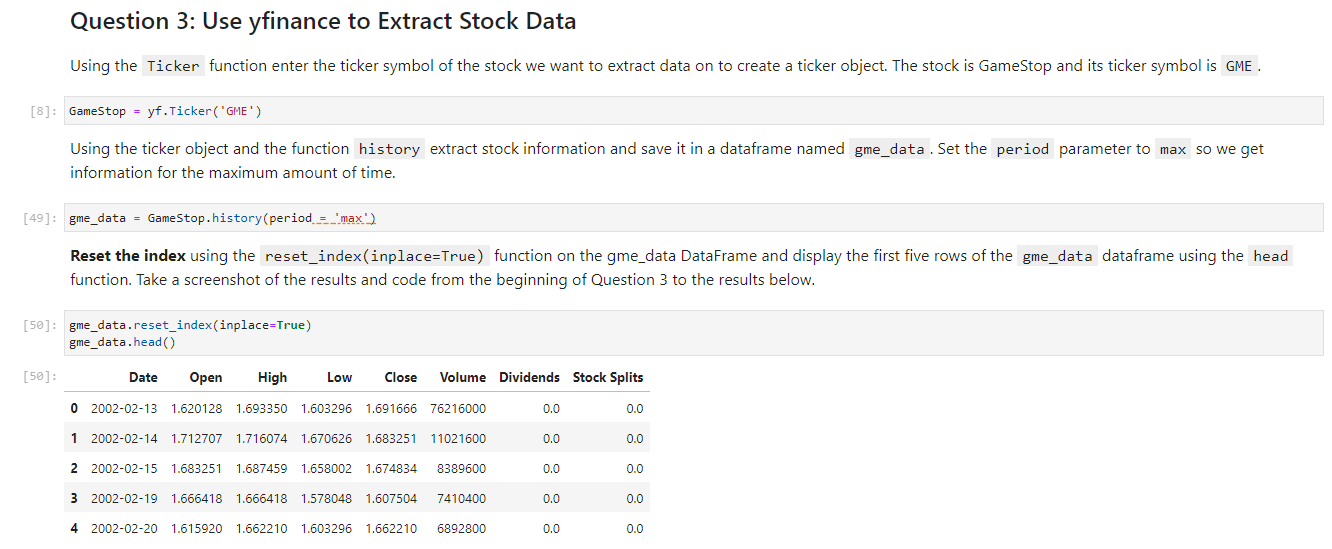 Question 3: Use yfinance to Extract Stock Data
Using the Ticker function enter the ticker symbol of the stock we want to extract data on to create a ticker object. The stock is GameStop and its ticker symbol is GME .
[8]: GameStop = yf.Ticker('GME')
Using the ticker object and the function history extract stock information and save it in a dataframe named gme_data . Set the period parameter to max so we get
information for the maximum amount of time.
[49]: gme_data = GameStop.history(period = 'max')
Reset the index using the reset_index(inplace=True) function on the gme_data DataFrame and display the first five rows of the gme_data dataframe using the head
function. Take a screenshot of the results and code from the beginning of Question 3 to the results below.
[50]: gme_data.reset_index(inplace=True)
gme_data.head()
[50]: Date Open High Low Close Volume Dividends Stock Splits
0 2002-02-13 1.620128 1.693350 1.603296 1.691666 76216000 0.0 0.0
1 2002-02-14 1.712707 1.716074 1.670626 1.683251 11021600 0.0 0.0
2 2002-02-15 1.683251 1.687459 1.658002 1.674834 8389600 0.0 0.0
3 2002-02-19 1.666418 1.666418 1.578048 1.607504 7410400 0.0 0.0
4 2002-02-20 1.615920 1.662210 1.603296 1.662210 6892800 0.0 0.0